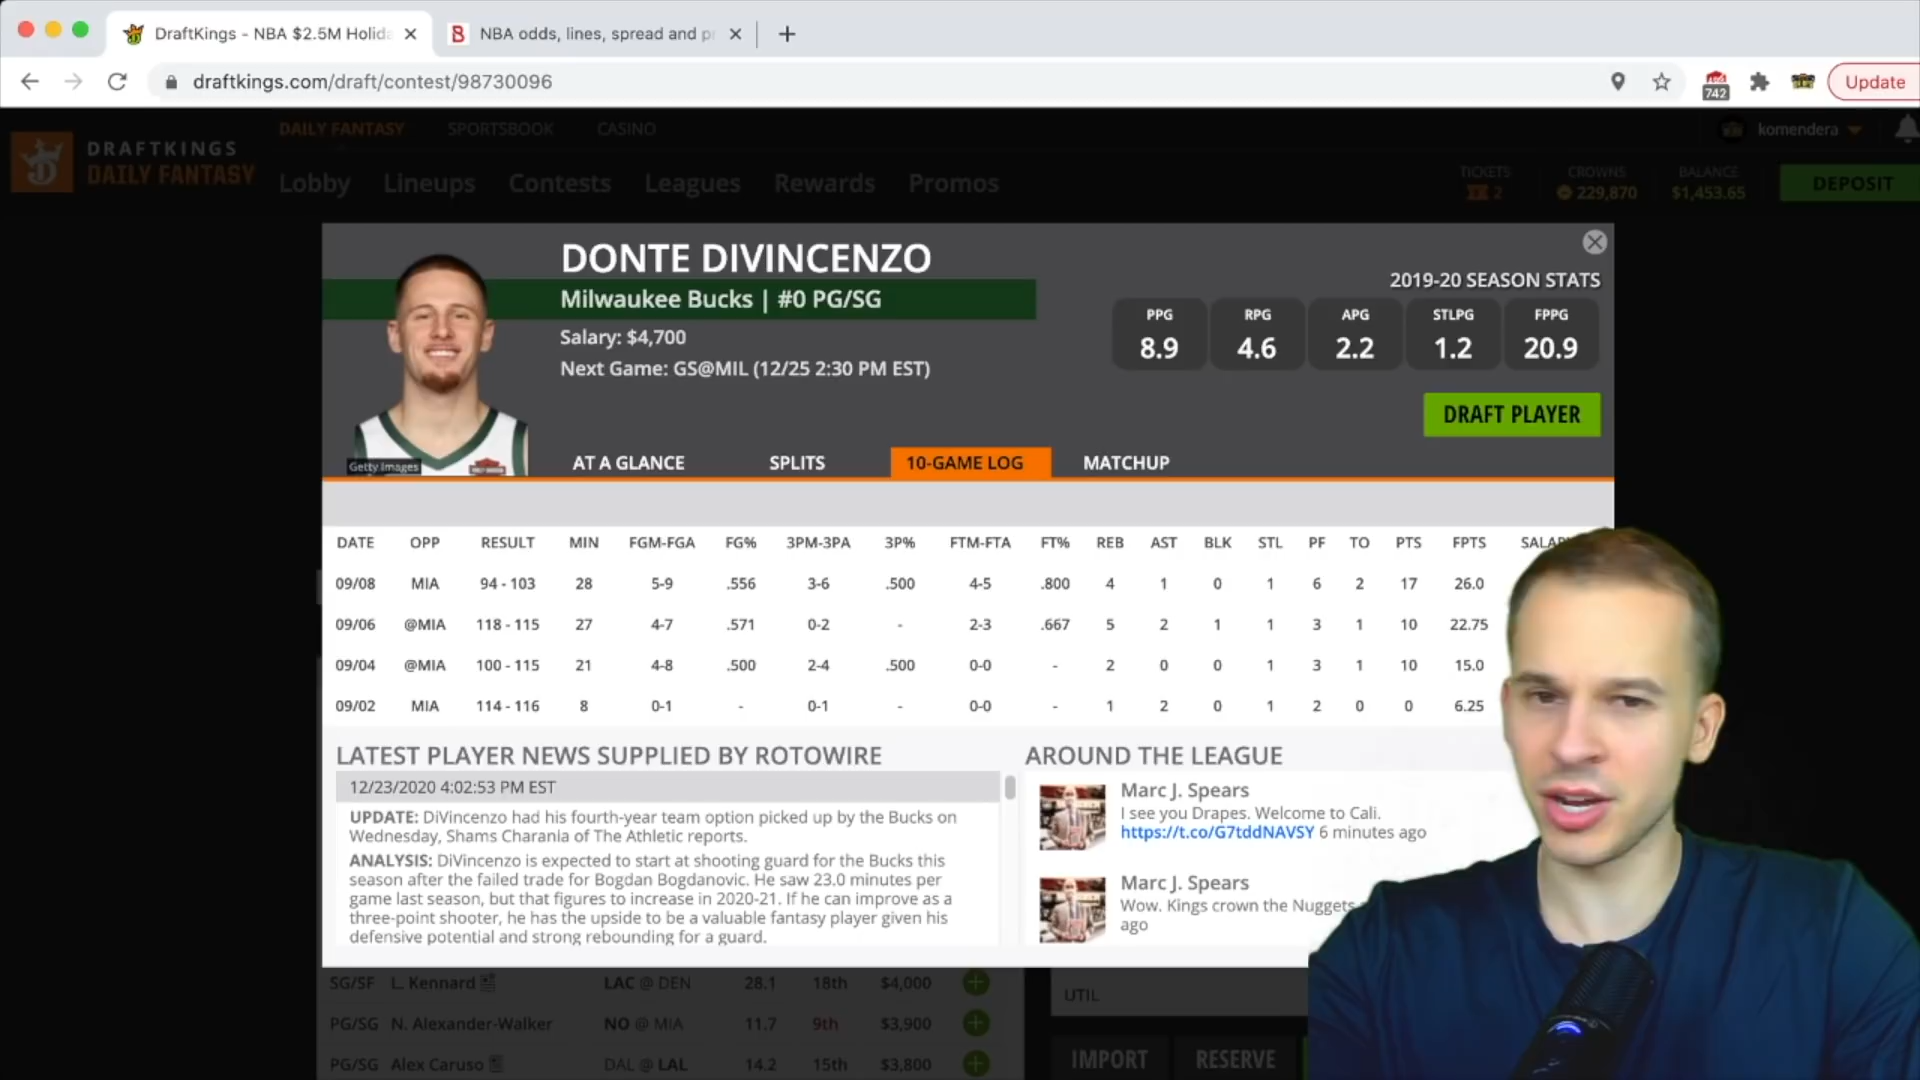 DraftKings - NBA $2.5M Holid
NBA odds, lines, spread and p
draftkings.com/draft/contest/98730096
742
Update
DAILY FANTASY SPORTSBOOK CASINO
komendera
DRAFTKINGS
DAILY FANTASY
Lobby Lineups Contests Leagues Rewards Promos
TICKETS CROWNS BALANCE
2 229,870 $1,453.65
DEPOSIT
DONTE DIVINCENZO
Milwaukee Bucks | #0 PG/SG
Salary: $4,700
Next Game: GS@MIL (12/25 2:30 PM EST)
2019-20 SEASON STATS
PPG RPG APG STLPG FPPG
8.9 4.6 2.2 1.2 20.9
DRAFT PLAYER
Getty Images
AT A GLANCE SPLITS 10-GAME LOG MATCHUP
DATE OPP RESULT MIN FGM-FGA FG% 3PM-3PA 3P% FTM-FTA FT% REB AST BLK STL PF TO PTS FPTS SALAR
09/08 MIA 94 - 103 28 5-9 .556 3-6 .500 4-5 .800 4 1 0 1 6 2 17 26.0
09/06 @MIA 118 - 115 27 4-7 .571 0-2 - 2-3 .667 5 2 1 1 3 1 10 22.75
09/04 @MIA 100 - 115 21 4-8 .500 2-4 .500 0-0 - 2 0 0 1 3 1 10 15.0
09/02 MIA 114 - 116 8 0-1 - 0-1 - 0-0 - 1 2 0 1 2 0 0 6.25
LATEST PLAYER NEWS SUPPLIED BY ROTOWIRE
12/23/2020 4:02:53 PM EST
UPDATE: DiVincenzo had his fourth-year team option picked up by the Bucks on
Wednesday, Shams Charania of The Athletic reports.
ANALYSIS: DiVincenzo is expected to start at shooting guard for the Bucks this
season after the failed trade for Bogdan Bogdanovic. He saw 23.0 minutes per
game last season, but that figures to increase in 2020-21. If he can improve as a
three-point shooter, he has the upside to be a valuable fantasy player given his
defensive potential and strong rebounding for a guard.
AROUND THE LEAGUE
Marc J. Spears
I see you Drapes. Welcome to Cali.
https://t.co/G7tddNAVSY 6 minutes ago
Marc J. Spears
Wow. Kings crown the Nuggets
ago
SG/SF L. Kennard LAC @ DEN 28.1 18th $4,000
PG/SG N. Alexander-Walker NO @ MIA 11.7 9th $3,900
PG/SG Alex Caruso DAL @ LAL 14.2 15th $3,800
UTIL
IMPORT RESERVE